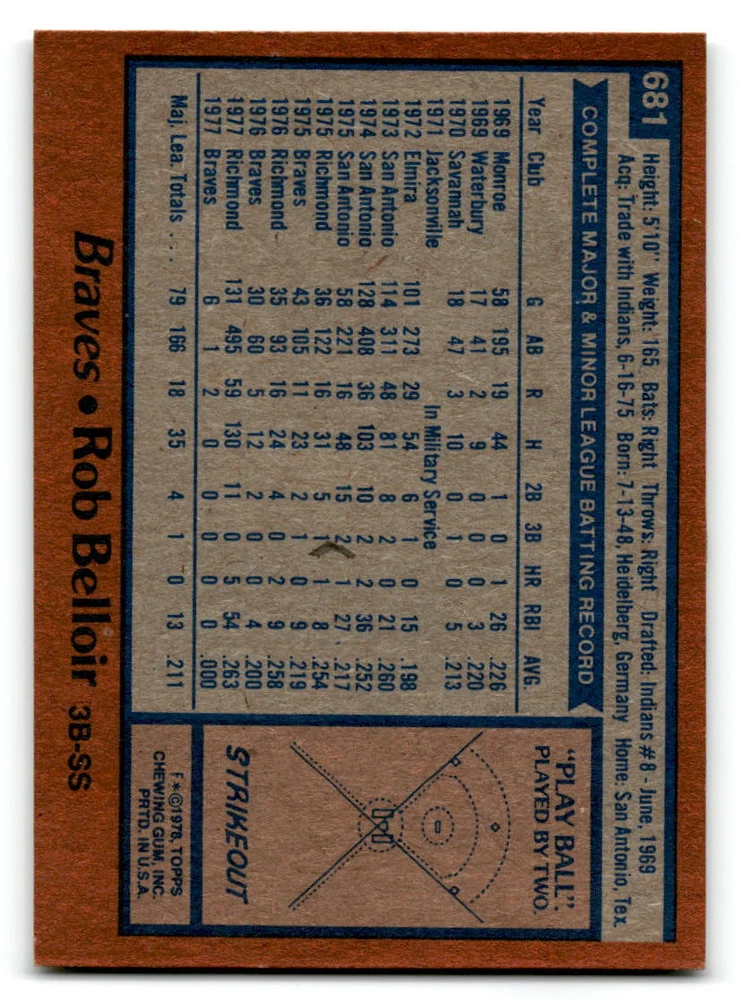 681
Height: 5'10" Weight: 165 Bats: Right Throws: Right Drafted: Indians #8 - June, 1969
Acq: Trade with Indians, 6-16-75 Born: 7-13-48, Heidelberg, Germany Home: San Antonio, Tex.
COMPLETE MAJOR & MINOR LEAGUE BATTING RECORD
Year Club G AB R H 2B 3B HR RBI AVG.
1969 Monroe 58 195 19 44 1 0 1 26 .226
1969 Waterbury 17 41 2 9 0 0 0 3 .220
1970 Savannah 18 47 3 10 0 1 0 5 .213
1971 Jacksonville In Military Service
1972 Elmira 101 273 29 54 6 1 0 15 .198
1973 San Antonio 114 311 48 81 8 2 0 21 .260
1974 San Antonio 128 408 36 103 10 2 2 36 .252
1975 San Antonio 58 221 16 48 15 2 1 27 .217
1975 Richmond 36 122 16 31 5 1 1 8 .254
1975 Braves 43 105 11 23 2 1 0 9 .219
1976 Richmond 35 93 16 24 4 0 2 9 .258
1976 Braves 30 60 5 12 2 0 0 4 .200
1977 Richmond 131 495 59 130 11 0 5 54 .263
1977 Braves 6 1 2 0 0 0 0 0 .000
Maj. Lea. Totals . . . 79 166 18 35 4 1 0 13 .211
"PLAY BALL"
PLAYED BY TWO.
STRIKEOUT
F*©1978, TOPPS
CHEWING GUM, INC.
PRTD. IN U.S.A.
Braves • Rob Belloir 3B-SS